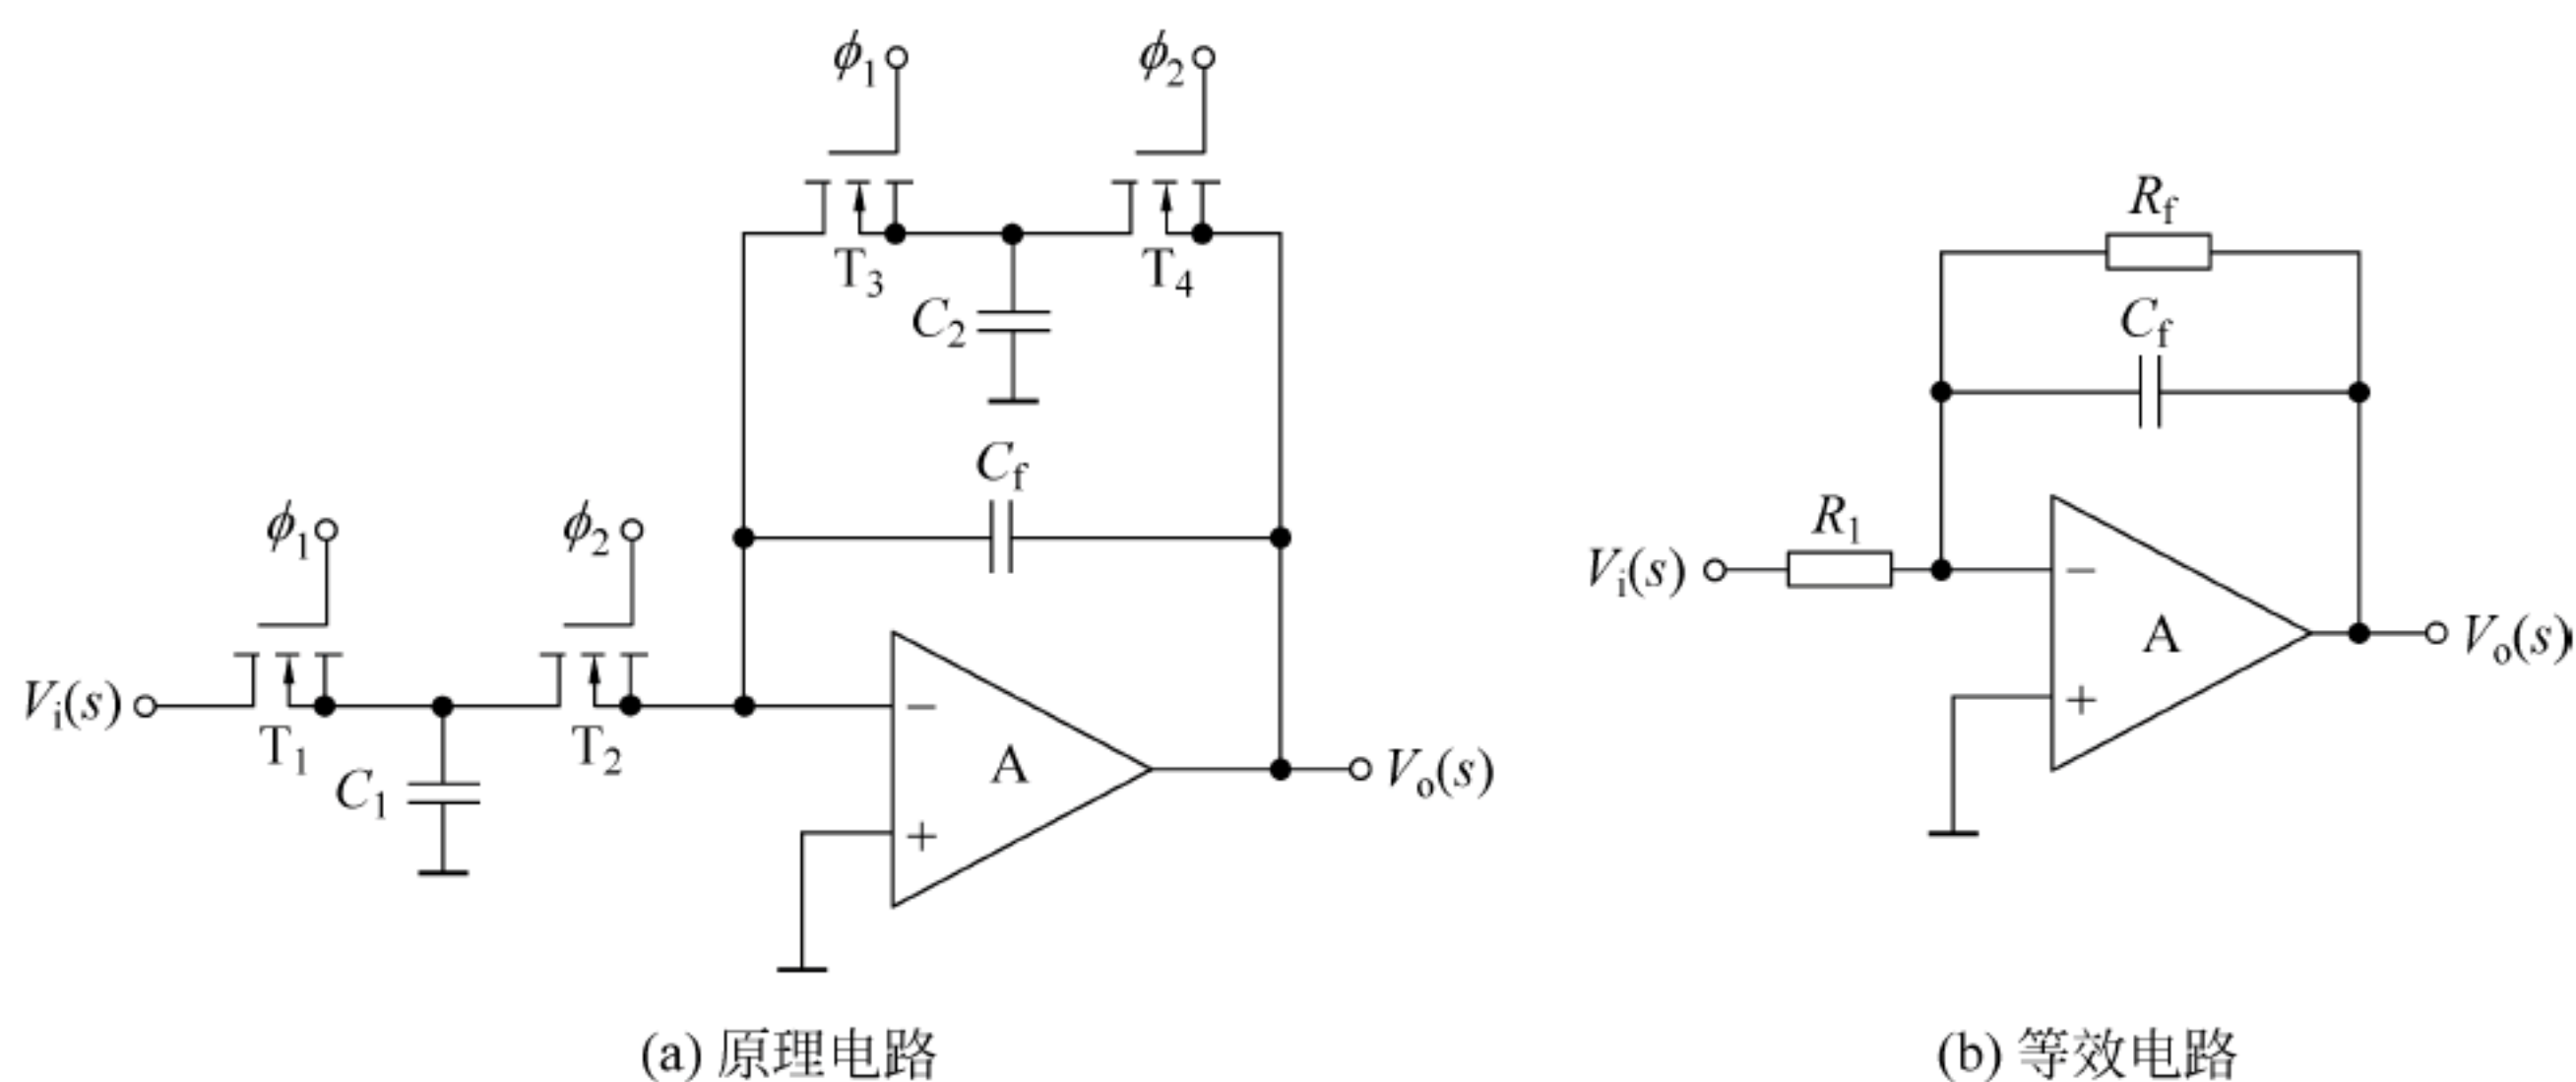 ϕ1
ϕ2
T3
T4
C2
Cf
ϕ1
ϕ2
Vi(s)
T1
T2
C1
−
A
+
Vo(s)
(a) 原理电路
Rf
Cf
R1
Vi(s)
−
A
+
Vo(s)
(b) 等效电路